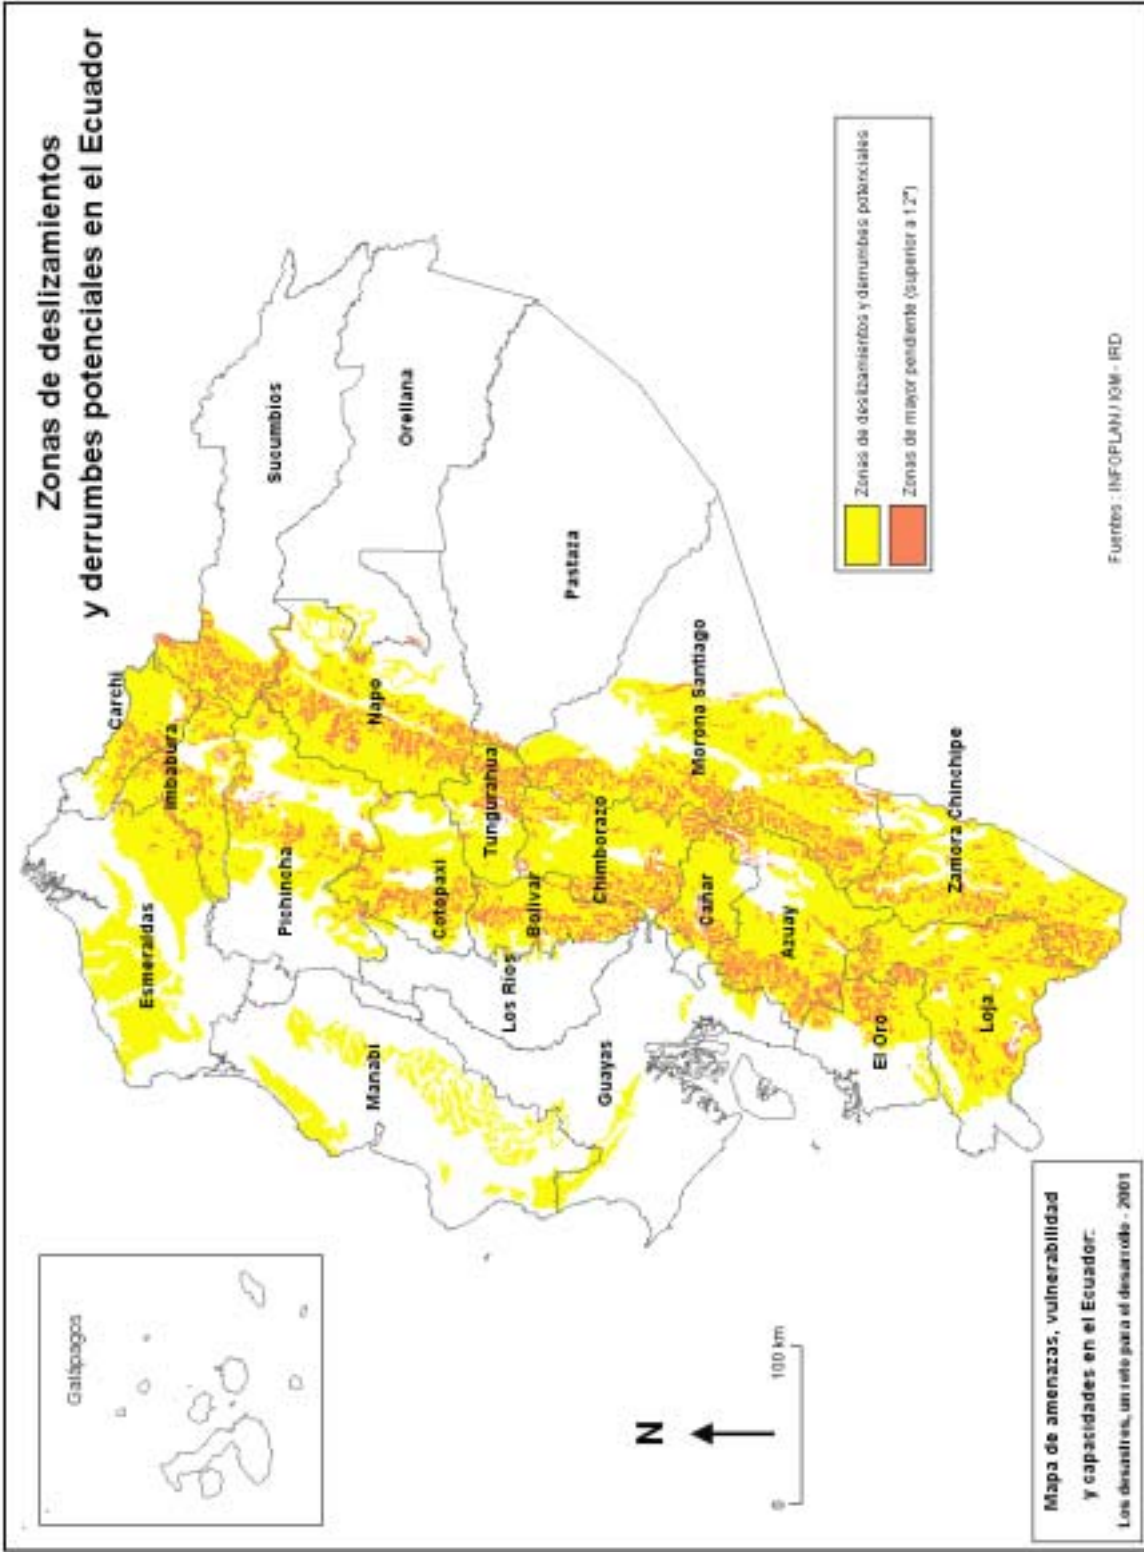 Zonas de deslizamientos
y derrumbes potenciales en el Ecuador
Galápagos
Carchi
Esmeraldas
Imbabura
Sucumbios
Pichincha
Napo
Orellana
Manabi
Cotopaxi
Tungurahua
Los Rios
Bolivar
Pastaza
Guayas
Chimborazo
Morona Santiago
Cañar
Azuay
El Oro
Zamora Chinchipe
Loja
N
0
100 km
Zonas de deslizamientos y derrumbes potenciales
Zonas de mayor pendiente (superior a 12°)
Mapa de amenazas, vulnerabilidad
y capacidades en el Ecuador:
Los desastres, un reto para el desarrollo - 2001
Fuentes : INFOPLAN / IGM - IRD